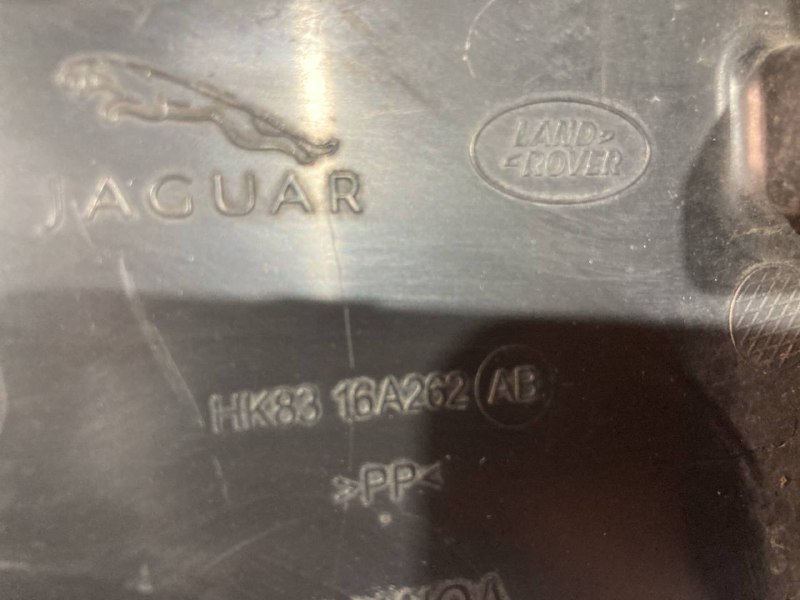 JAGUAR
LAND-
-ROVER
HK83 16A262 AB
>PP<